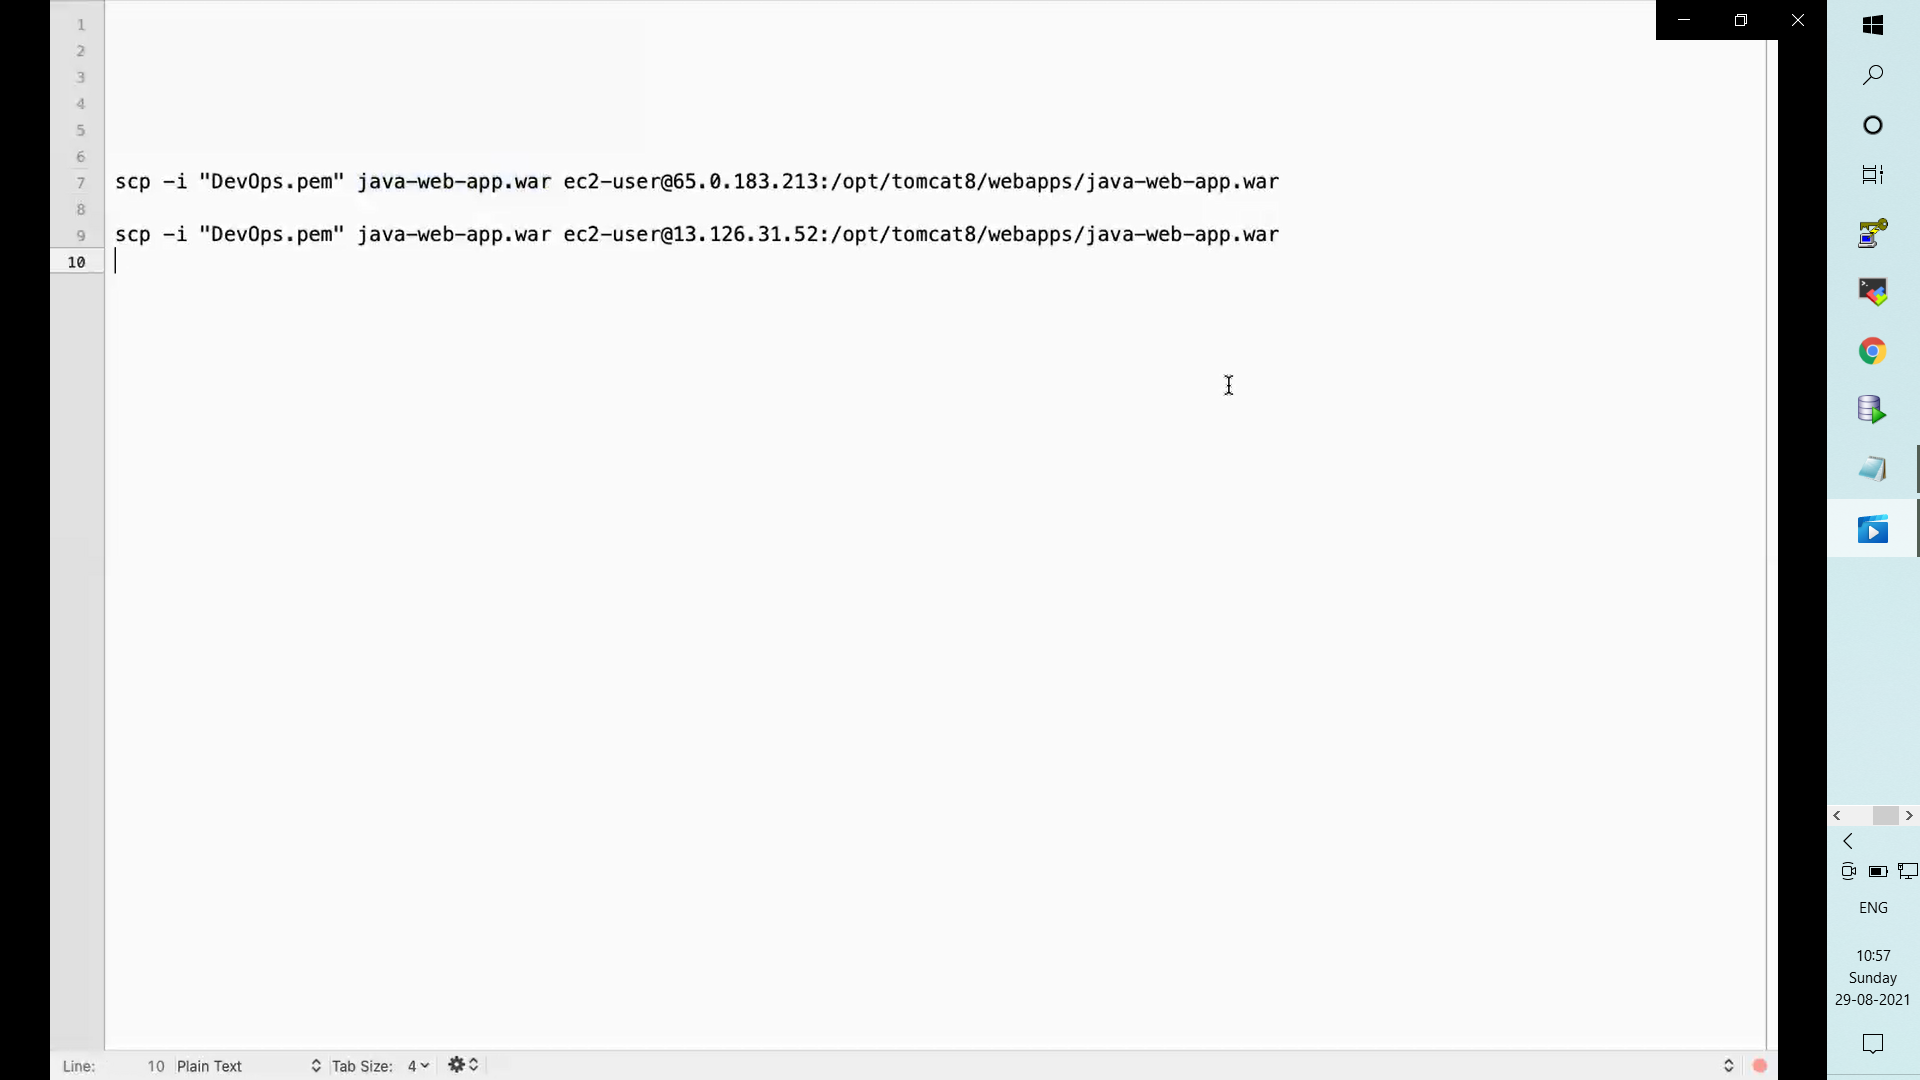 1
2
3
4
5
6
7 scp -i "DevOps.pem" java-web-app.war ec2-user@65.0.183.213:/opt/tomcat8/webapps/java-web-app.war
8
9 scp -i "DevOps.pem" java-web-app.war ec2-user@13.126.31.52:/opt/tomcat8/webapps/java-web-app.war
10
Line: 10 Plain Text Tab Size: 4
ENG
10:57
Sunday
29-08-2021